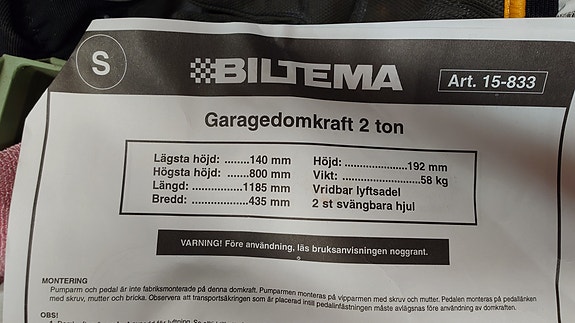 S
BILTEMA
Art. 15-833
Garagedomkraft 2 ton
Lägsta höjd: ........140 mm
Högsta höjd: .......800 mm
Längd: ...............1185 mm
Bredd: .................435 mm
Höjd: ......................192 mm
Vikt: ...........................58 kg
Vridbar lyftsadel
2 st svängbara hjul
VARNING! Före användning, läs bruksanvisningen noggrant.
MONTERING
Pumparm och pedal är inte fabriksmonterade på denna domkraft. Pumparmen monteras på vipparmen med skruv och mutter. Pedalen monteras på pedallänken
med skruv, mutter och bricka. Observera att transportsäkringen som är placerad intill pedalinfästningen måste avlägsnas före användning av domkraften.
OBS!